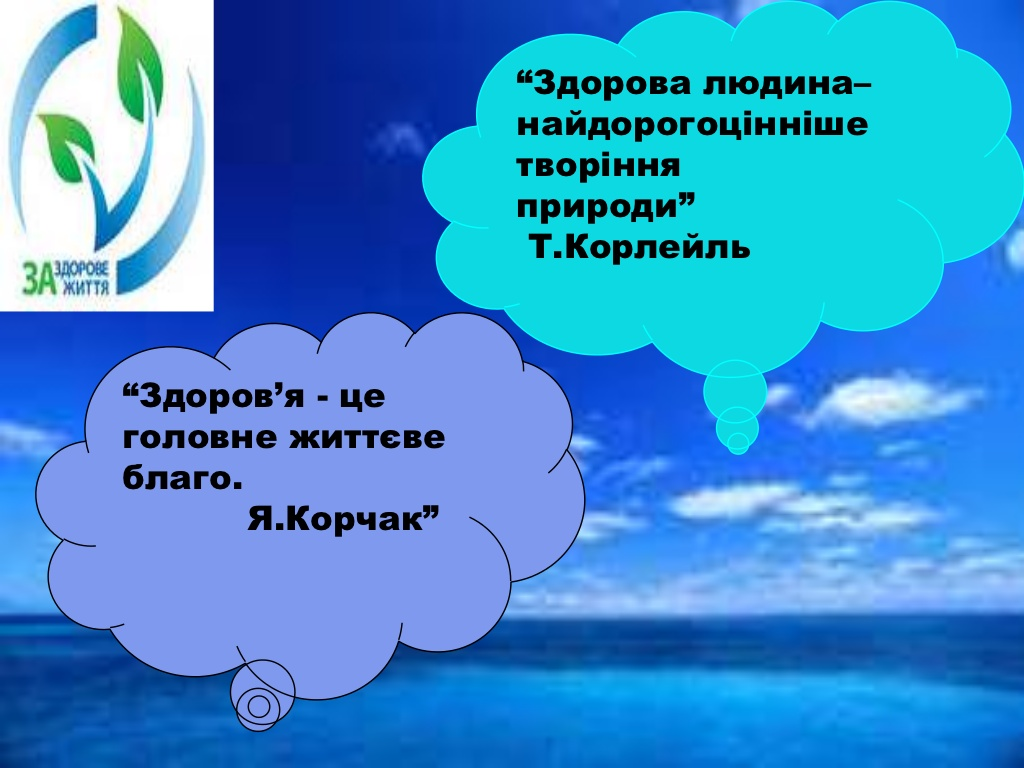 ЗА ЗДОРОВЕ
ЖИТТЯ
“Здорова людина–
найдорогоцінніше
творіння
природи”
Т.Корлейль
“Здоров’я - це
головне життєве
благо.
Я.Корчак”